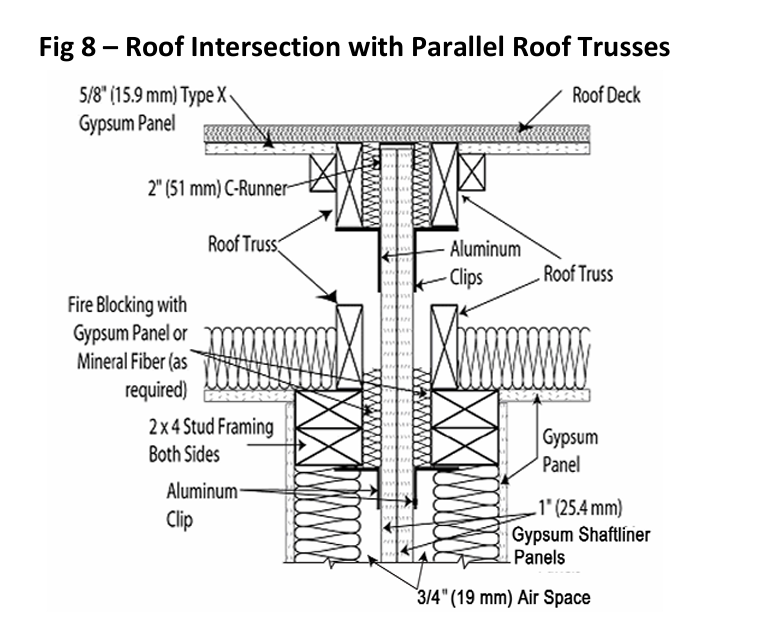 Fig 8 – Roof Intersection with Parallel Roof Trusses
5/8" (15.9 mm) Type X
Gypsum Panel
Roof Deck
2" (51 mm) C-Runner
Roof Truss
Aluminum
Clips
Roof Truss
Fire Blocking with
Gypsum Panel or
Mineral Fiber (as
required)
2 x 4 Stud Framing
Both Sides
Gypsum
Panel
Aluminum
Clip
1" (25.4 mm)
Gypsum Shaftliner
Panels
3/4" (19 mm) Air Space